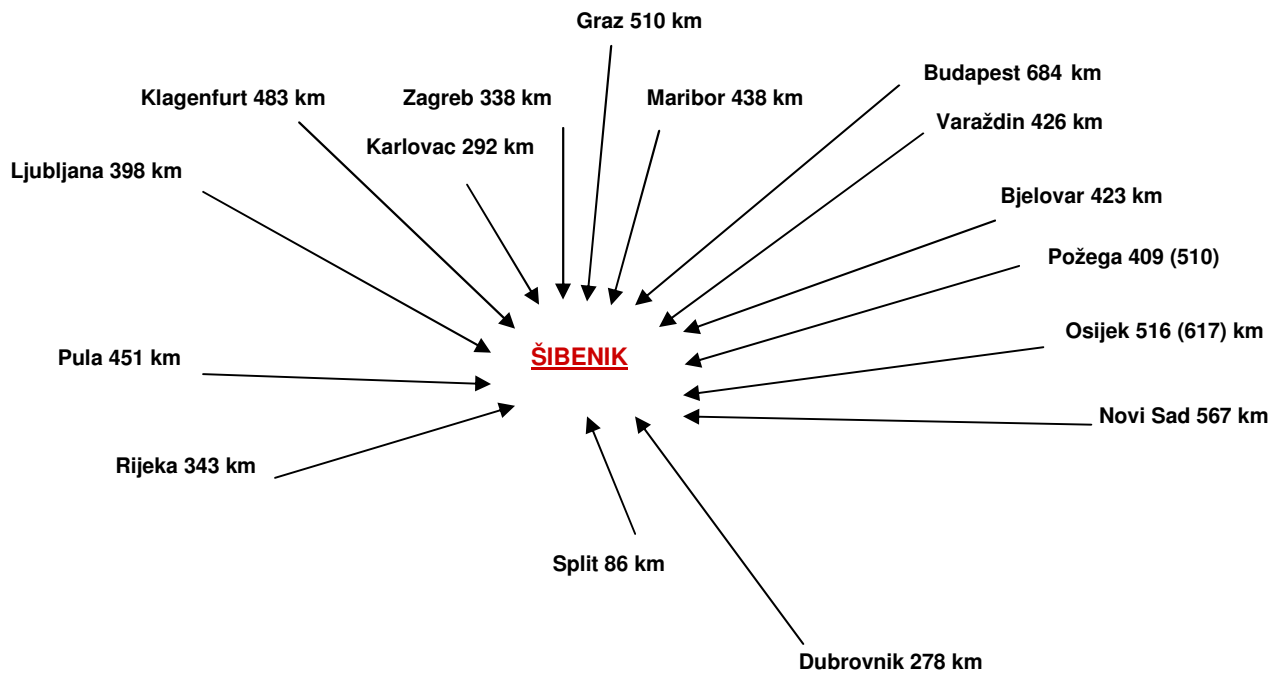 Graz 510 km
Budapest 684 km
Klagenfurt 483 km
Zagreb 338 km
Maribor 438 km
Varaždin 426 km
Karlovac 292 km
Ljubljana 398 km
Bjelovar 423 km
Požega 409 (510)
Osijek 516 (617) km
ŠIBENIK
Pula 451 km
Novi Sad 567 km
Rijeka 343 km
Split 86 km
Dubrovnik 278 km